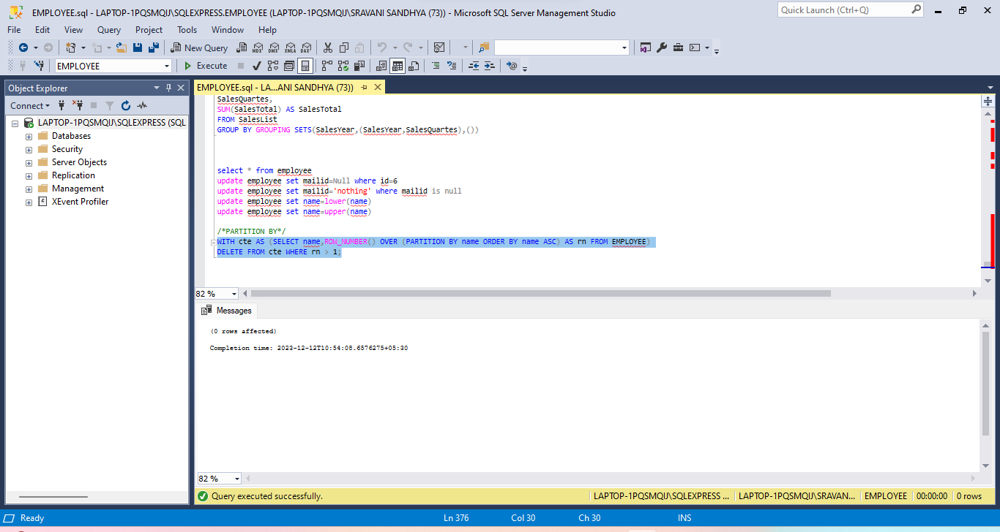 EMPLOYEE.sql - LAPTOP-1PQSMQIJ\SQLEXPRESS.EMPLOYEE (LAPTOP-1PQSMQIJ\SRAVANI SANDHYA (73)) - Microsoft SQL Server Management Studio
Quick Launch (Ctrl+Q)
File Edit View Query Project Tools Window Help
New Query MDX DMX XMLA DAX
EMPLOYEE Execute
Object Explorer
EMPLOYEE.sql - LA...ANI SANDHYA (73))
Connect
LAPTOP-1PQSMQIJ\SQLEXPRESS (SQL
Databases
Security
Server Objects
Replication
Management
XEvent Profiler
SalesQuartes,
SUM(SalesTotal) AS SalesTotal
FROM SalesList
GROUP BY GROUPING SETS(SalesYear,(SalesYear,SalesQuartes),())
select * from employee
update employee set mailid=Null where id=6
update employee set mailid='nothing' where mailid is null
update employee set name=lower(name)
update employee set name=upper(name)
/*PARTITION BY*/
WITH cte AS (SELECT name,ROW_NUMBER() OVER (PARTITION BY name ORDER BY name ASC) AS rn FROM EMPLOYEE)
DELETE FROM cte WHERE rn > 1;
82 %
Messages
(0 rows affected)
Completion time: 2023-12-12T10:54:08.6576275+05:30
82 %
Query executed successfully. LAPTOP-1PQSMQIJ\SQLEXPRESS ... LAPTOP-1PQSMQIJ\SRAVAN... EMPLOYEE 00:00:00 0 rows
Ready Ln 376 Col 30 Ch 30 INS